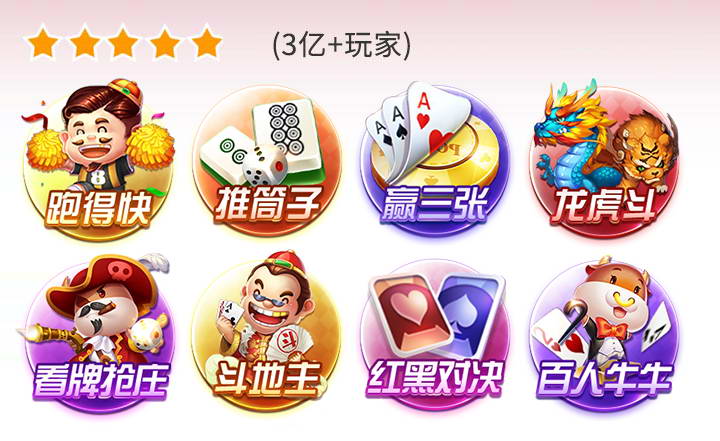 (3亿+玩家)
跑得快
推筒子
赢三张
龙虎斗
看牌抢庄
斗地主
红黑对决
百人牛牛